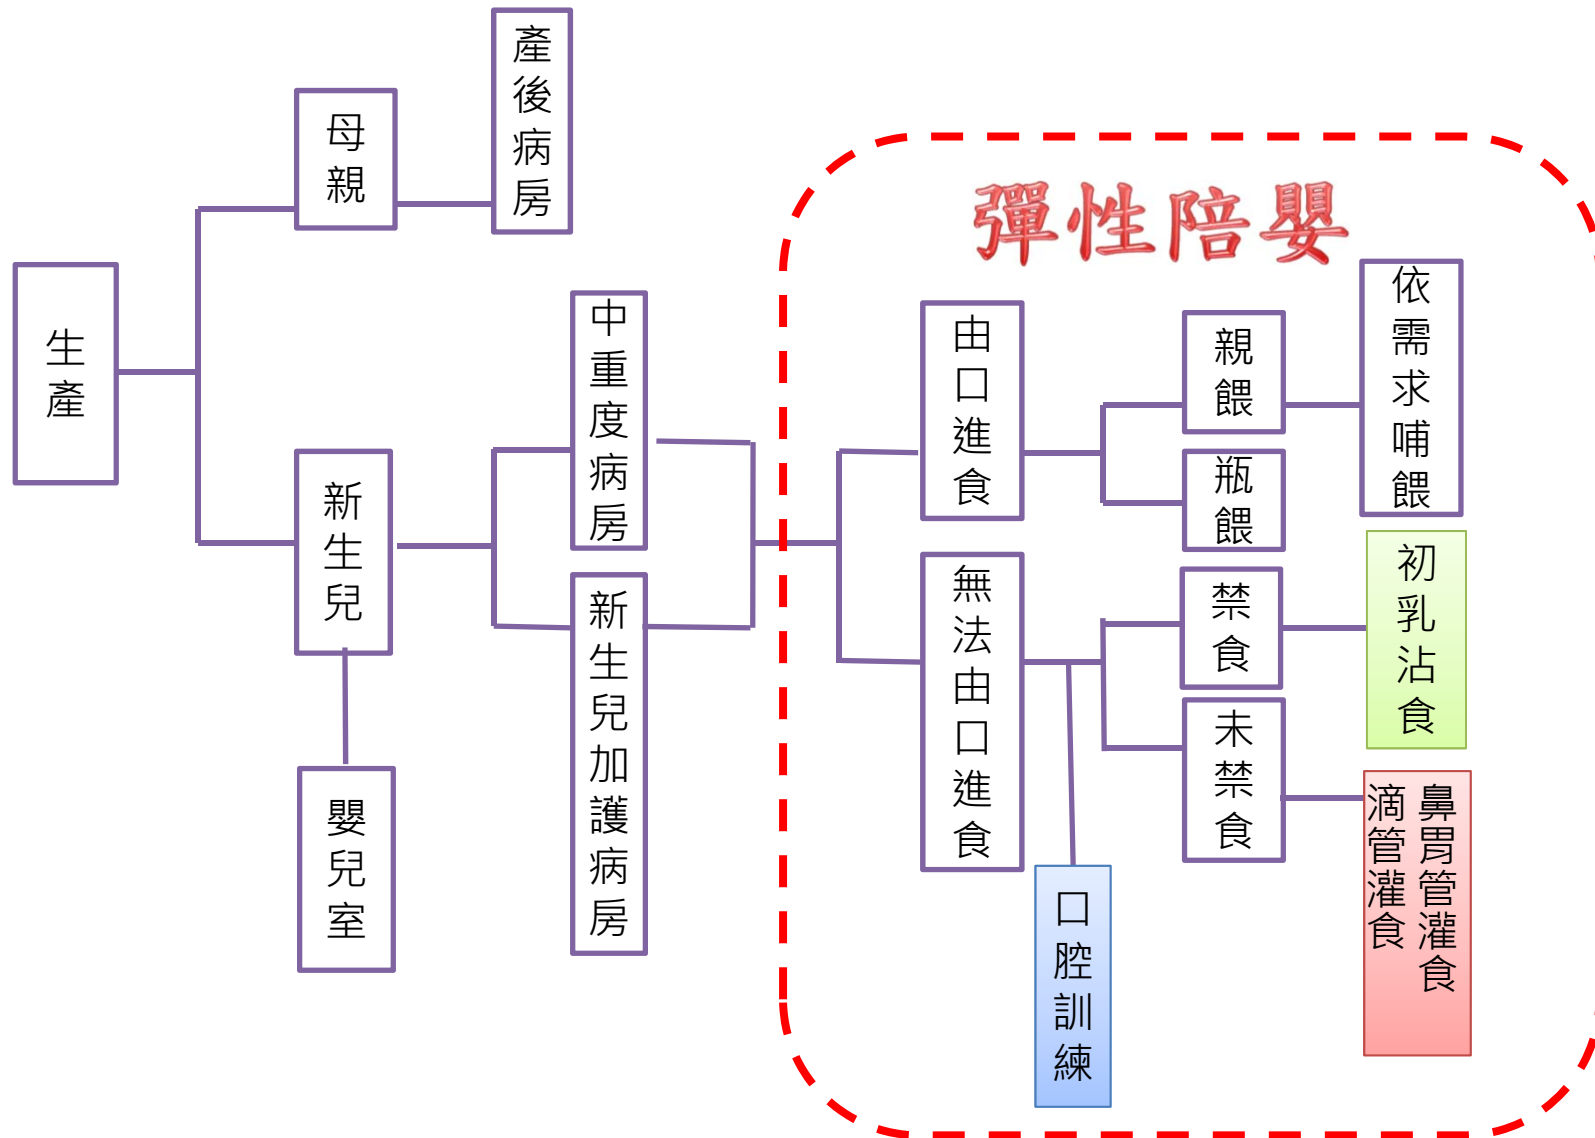 生產
母親
產後病房
新生兒
嬰兒室
中重度病房
新生兒加護病房
彈性陪嬰
由口進食
親餵
依需求哺餵
瓶餵
無法由口進食
禁食
初乳沾食
未禁食
鼻胃管灌食
滴管灌食
口腔訓練